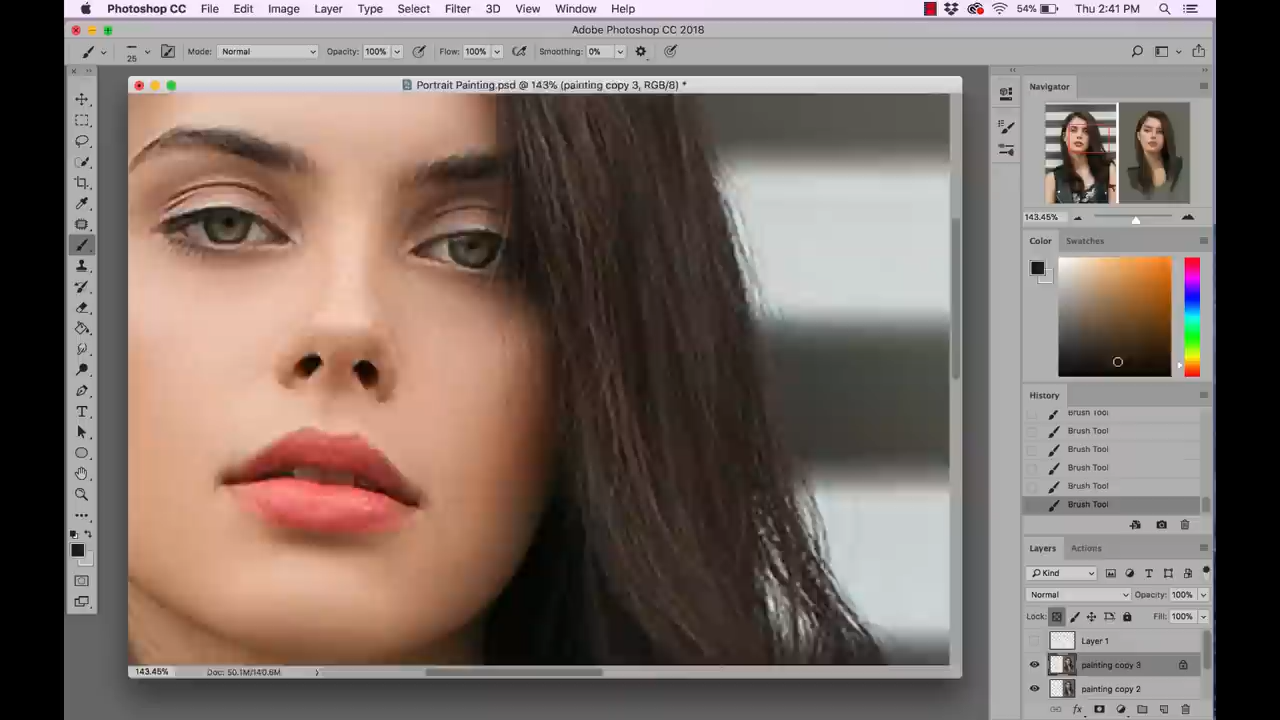 Photoshop CC File Edit Image Layer Type Select Filter 3D View Window Help 54% Thu 2:41 PM
Adobe Photoshop CC 2018
25 Mode: Normal Opacity: 100% Flow: 100% Smoothing: 0%
Portrait Painting.psd @ 143% (painting copy 3, RGB/8) *
Navigator
143.45%
Color Swatches
History
Brush Tool
Brush Tool
Brush Tool
Brush Tool
Brush Tool
Brush Tool
Layers Actions
Kind
Normal Opacity: 100%
Lock: Fill: 100%
Layer 1
painting copy 3
painting copy 2
143.45% Doc: 50.1M/140.6M